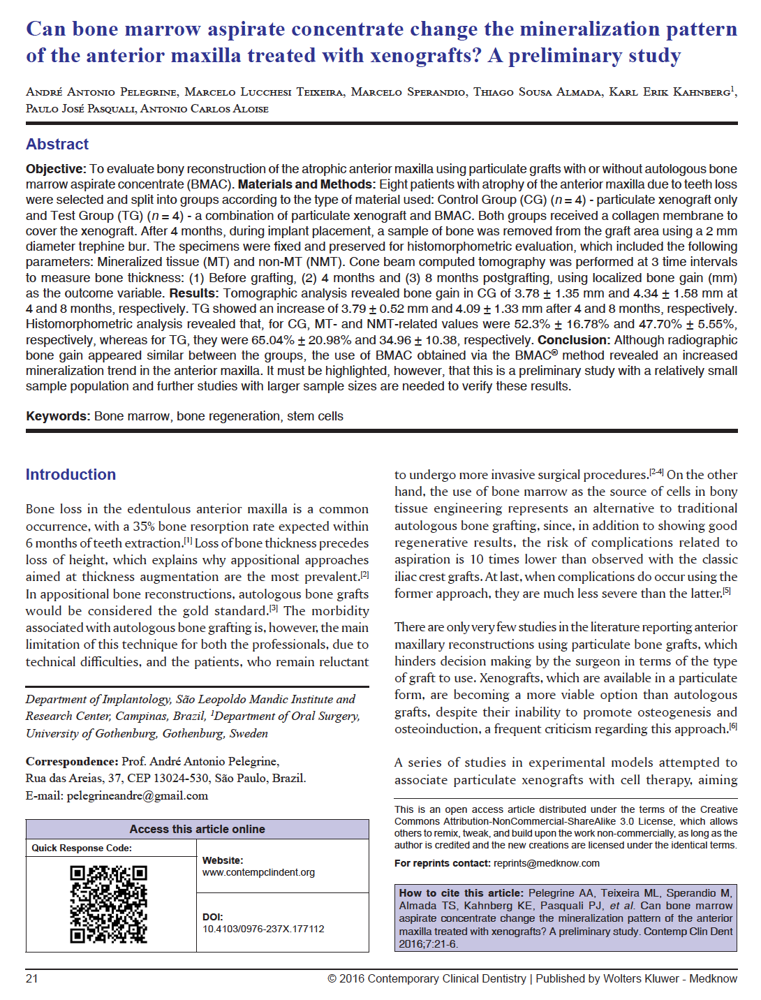 Can bone marrow aspirate concentrate change the mineralization pattern
of the anterior maxilla treated with xenografts? A preliminary study
André Antonio Pelegrine, Marcelo Lucchesi Teixeira, Marcelo Sperandio, Thiago Sousa Almada, Karl Erik Kahnberg1,
Paulo José Pasquali, Antonio Carlos Aloise
Abstract
Objective: To evaluate bony reconstruction of the atrophic anterior maxilla using particulate grafts with or without autologous bone
marrow aspirate concentrate (BMAC). Materials and Methods: Eight patients with atrophy of the anterior maxilla due to teeth loss
were selected and split into groups according to the type of material used: Control Group (CG) (n = 4) - particulate xenograft only
and Test Group (TG) (n = 4) - a combination of particulate xenograft and BMAC. Both groups received a collagen membrane to
cover the xenograft. After 4 months, during implant placement, a sample of bone was removed from the graft area using a 2 mm
diameter trephine bur. The specimens were fixed and preserved for histomorphometric evaluation, which included the following
parameters: Mineralized tissue (MT) and non-MT (NMT). Cone beam computed tomography was performed at 3 time intervals
to measure bone thickness: (1) Before grafting, (2) 4 months and (3) 8 months postgrafting, using localized bone gain (mm)
as the outcome variable. Results: Tomographic analysis revealed bone gain in CG of 3.78 ± 1.35 mm and 4.34 ± 1.58 mm at
4 and 8 months, respectively. TG showed an increase of 3.79 ± 0.52 mm and 4.09 ± 1.33 mm after 4 and 8 months, respectively.
Histomorphometric analysis revealed that, for CG, MT- and NMT-related values were 52.3% ± 16.78% and 47.70% ± 5.55%,
respectively, whereas for TG, they were 65.04% ± 20.98% and 34.96 ± 10.38, respectively. Conclusion: Although radiographic
bone gain appeared similar between the groups, the use of BMAC obtained via the BMAC® method revealed an increased
mineralization trend in the anterior maxilla. It must be highlighted, however, that this is a preliminary study with a relatively small
sample population and further studies with larger sample sizes are needed to verify these results.
Keywords: Bone marrow, bone regeneration, stem cells
Introduction
Bone loss in the edentulous anterior maxilla is a common
occurrence, with a 35% bone resorption rate expected within
6 months of teeth extraction.[1] Loss of bone thickness precedes
loss of height, which explains why appositional approaches
aimed at thickness augmentation are the most prevalent.[2]
In appositional bone reconstructions, autologous bone grafts
would be considered the gold standard.[3] The morbidity
associated with autologous bone grafting is, however, the main
limitation of this technique for both the professionals, due to
technical difficulties, and the patients, who remain reluctant
Department of Implantology, São Leopoldo Mandic Institute and
Research Center, Campinas, Brazil, 1Department of Oral Surgery,
University of Gothenburg, Gothenburg, Sweden
Correspondence: Prof. André Antonio Pelegrine,
Rua das Areias, 37, CEP 13024-530, São Paulo, Brazil.
E-mail: pelegrineandre@gmail.com
Access this article online
Quick Response Code:
Website:
www.contempclindent.org
DOI:
10.4103/0976-237X.177112
to undergo more invasive surgical procedures.[2-4] On the other
hand, the use of bone marrow as the source of cells in bony
tissue engineering represents an alternative to traditional
autologous bone grafting, since, in addition to showing good
regenerative results, the risk of complications related to
aspiration is 10 times lower than observed with the classic
iliac crest grafts. At last, when complications do occur using the
former approach, they are much less severe than the latter.[5]
There are only very few studies in the literature reporting anterior
maxillary reconstructions using particulate bone grafts, which
hinders decision making by the surgeon in terms of the type
of graft to use. Xenografts, which are available in a particulate
form, are becoming a more viable option than autologous
grafts, despite their inability to promote osteogenesis and
osteoinduction, a frequent criticism regarding this approach.[6]
A series of studies in experimental models attempted to
associate particulate xenografts with cell therapy, aiming
This is an open access article distributed under the terms of the Creative
Commons Attribution-NonCommercial-ShareAlike 3.0 License, which allows
others to remix, tweak, and build upon the work non-commercially, as long as the
author is credited and the new creations are licensed under the identical terms.
For reprints contact: reprints@medknow.com
How to cite this article: Pelegrine AA, Teixeira ML, Sperandio M,
Almada TS, Kahnberg KE, Pasquali PJ, et al. Can bone marrow
aspirate concentrate change the mineralization pattern of the anterior
maxilla treated with xenografts? A preliminary study. Contemp Clin Dent
2016;7:21-6.
21
© 2016 Contemporary Clinical Dentistry | Published by Wolters Kluwer - Medknow